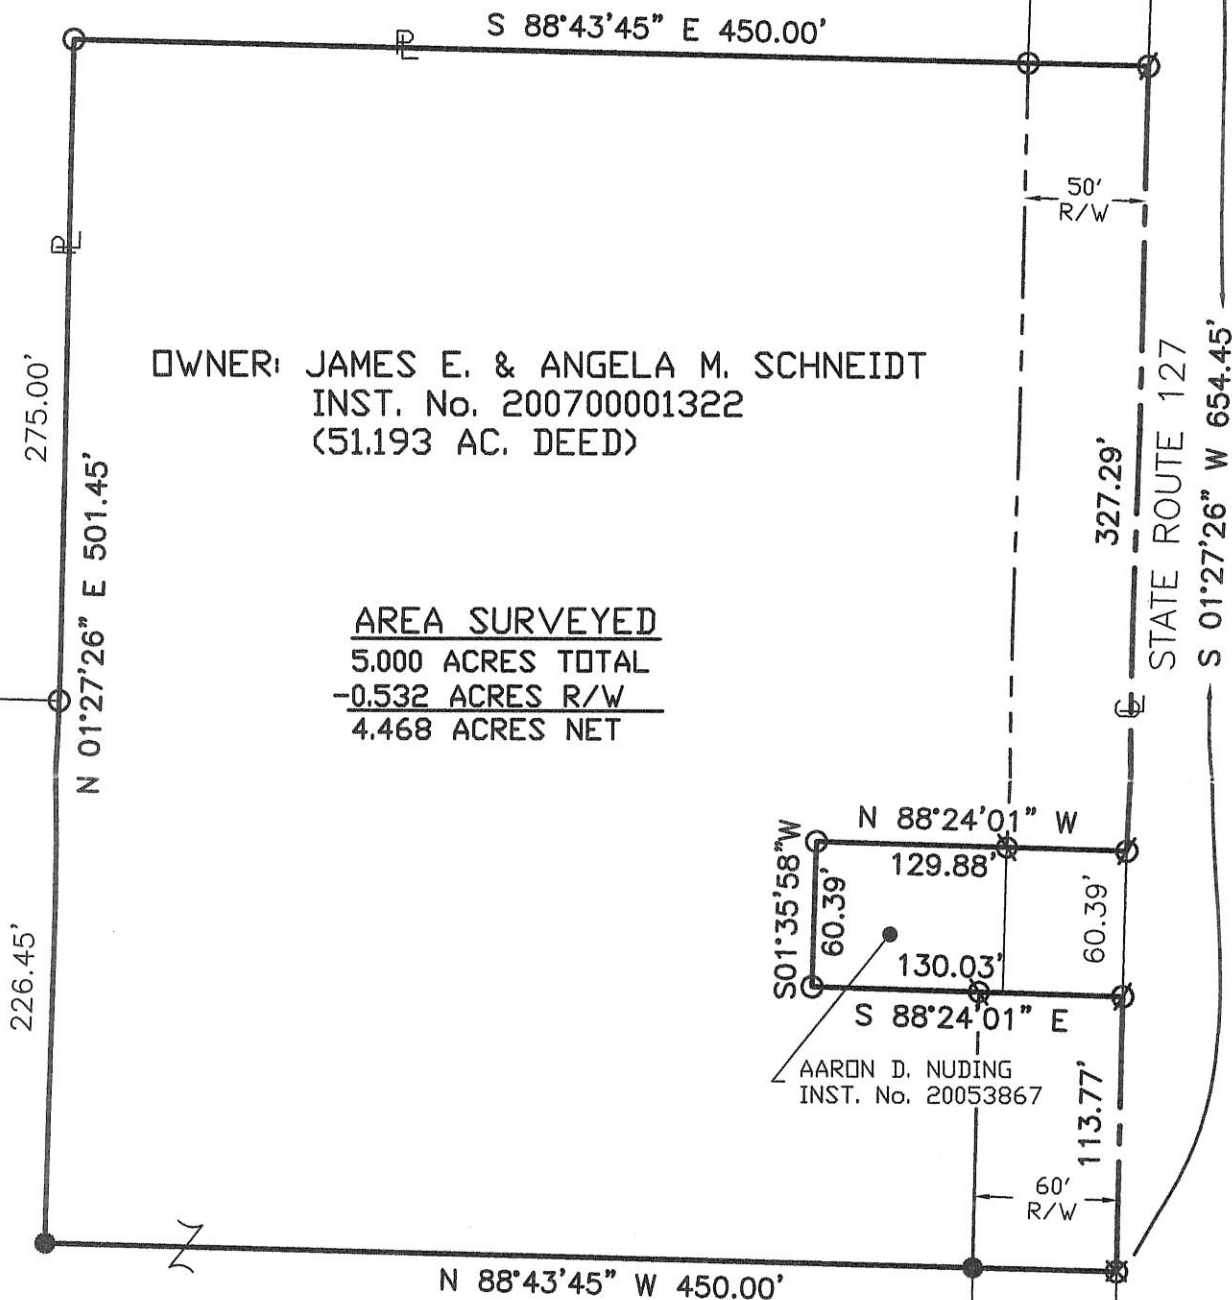 S 88°43'45" E 450.00'
PL
50'
R/W
PL
275.00'
OWNER: JAMES E. & ANGELA M. SCHNEIDT
INST. No. 200700001322
(51.193 AC. DEED)
N 01°27'26" E 501.45'
327.29'
STATE ROUTE 127
S 01°27'26" W 654.45'
AREA SURVEYED
5.000 ACRES TOTAL
-0.532 ACRES R/W
4.468 ACRES NET
CL
N 88°24'01" W
129.88'
S01°35'58"W
60.39'
60.39'
130.03'
S 88°24'01" E
226.45'
AARON D. NUDING
INST. No. 20053867
113.77'
60'
R/W
N 88°43'45" W 450.00'